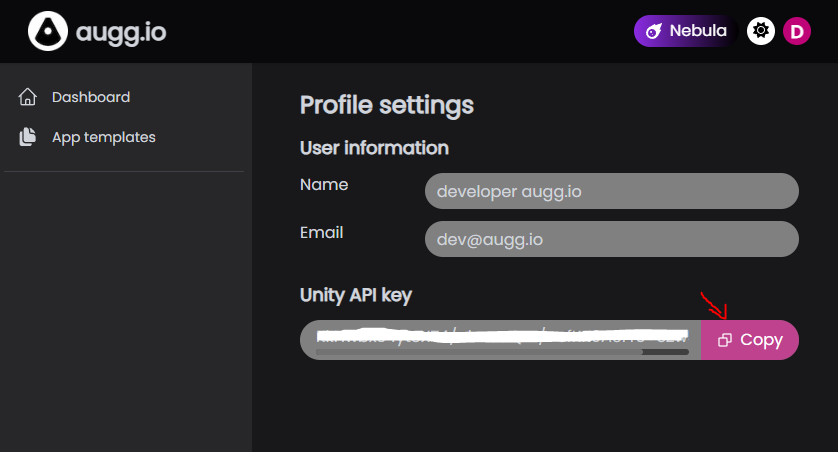 augg.io
Nebula
D
Dashboard
App templates
Profile settings
User information
Name
developer augg.io
Email
dev@augg.io
Unity API key
Copy